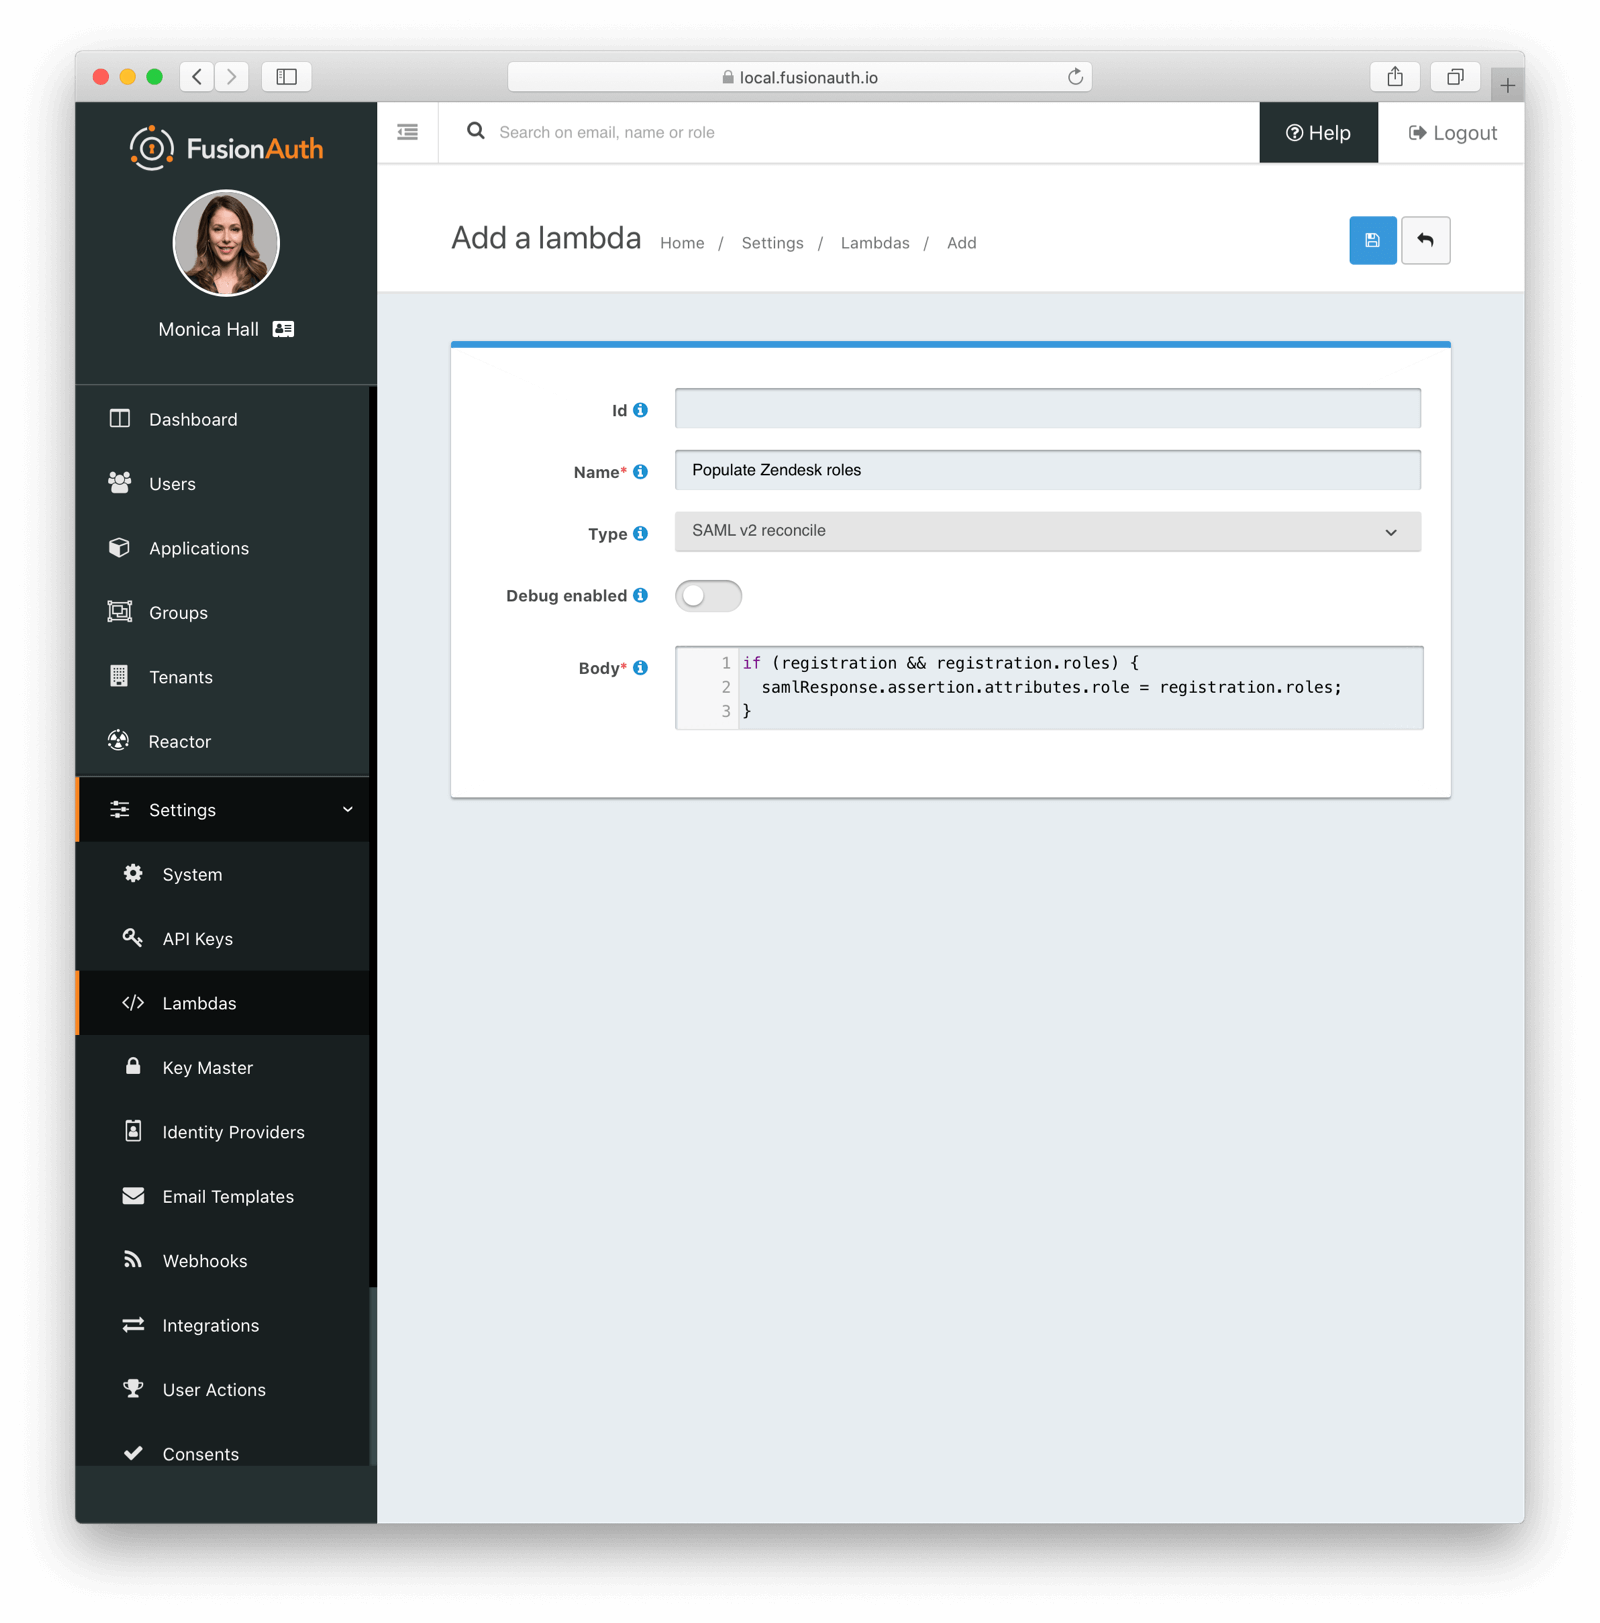 local.fusionauth.io
FusionAuth
Search on email, name or role
Help
Logout
Monica Hall
Add a lambda
Home / Settings / Lambdas / Add
Dashboard
Users
Applications
Groups
Tenants
Reactor
Settings
System
API Keys
Lambdas
Key Master
Identity Providers
Email Templates
Webhooks
Integrations
User Actions
Consents
Id
Name* Populate Zendesk roles
Type SAML v2 reconcile
Debug enabled
Body*
1 if (registration && registration.roles) {
2 samlResponse.assertion.attributes.role = registration.roles;
3 }